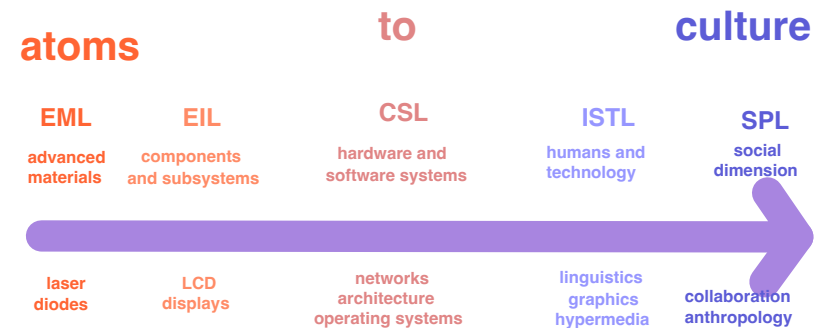 atoms to culture
EML EIL CSL ISTL SPL
advanced
materials
components
and subsystems
hardware and
software systems
humans and
technology
social
dimension
laser
diodes
LCD
displays
networks
architecture
operating systems
linguistics
graphics
hypermedia
collaboration
anthropology